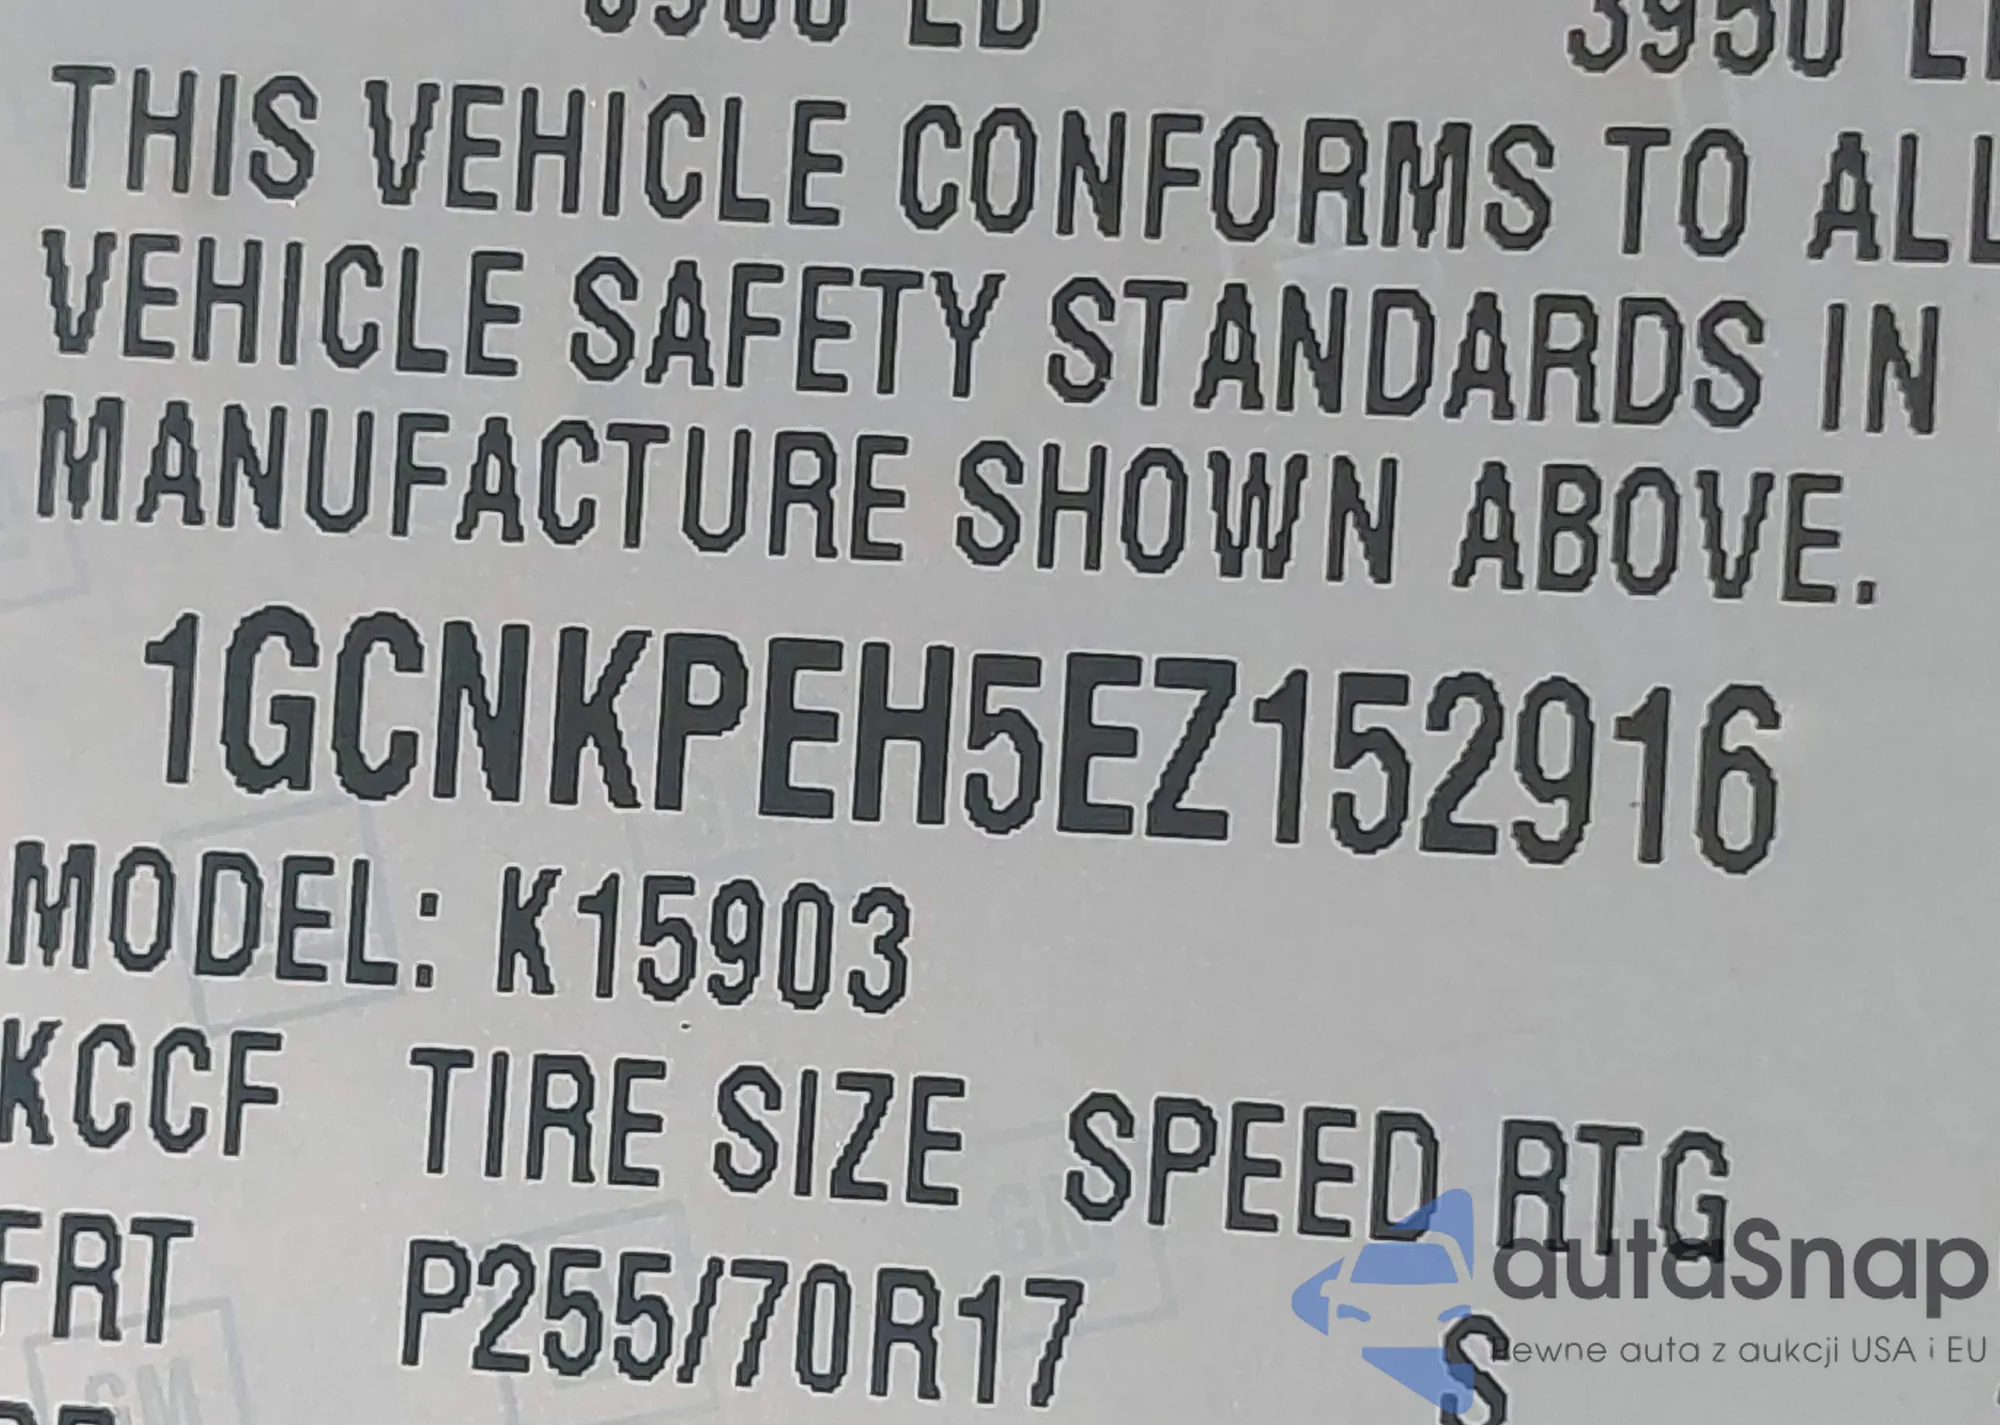 3950
THIS VEHICLE CONFORMS TO ALL
VEHICLE SAFETY STANDARDS IN
MANUFACTURE SHOWN ABOVE.
1GCNKPEH5EZ152916
MODEL: K15903
KCCF TIRE SIZE SPEED RTG
FRT P255/70R17 S
autaSnap
Pewne auta z aukcji USA i EU